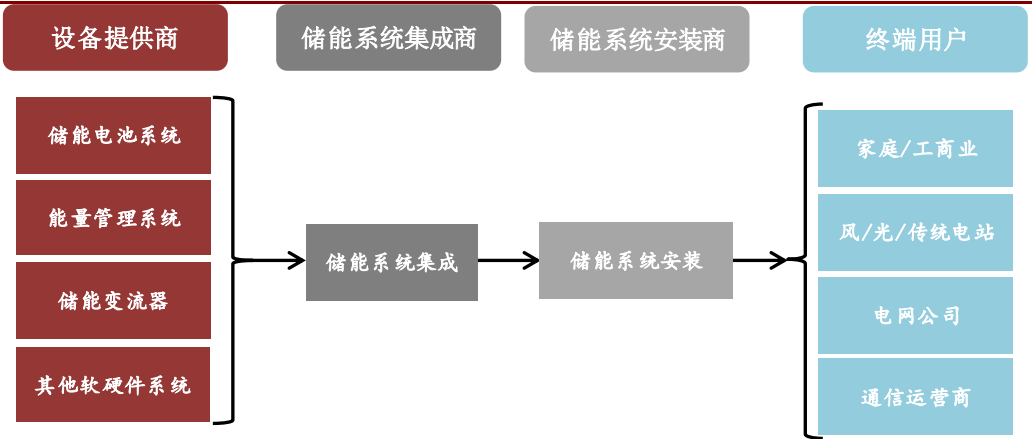 设备提供商
储能系统集成商
储能系统安装商
终端用户
储能电池系统
能量管理系统
储能变流器
其他软硬件系统
储能系统集成
储能系统安装
家庭/工商业
风/光/传统电站
电网公司
通信运营商